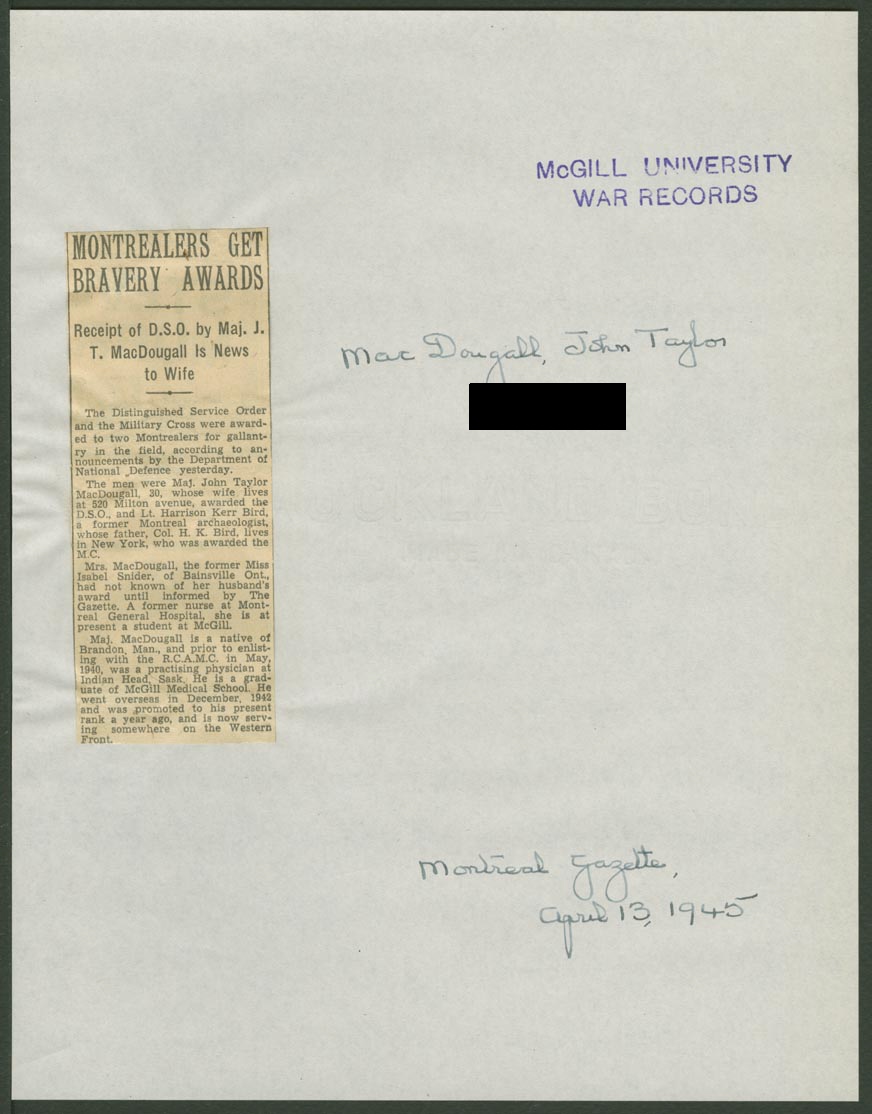 McGILL UNIVERSITY
WAR RECORDS
MONTREALERS GET
BRAVERY AWARDS
Receipt of D.S.O. by Maj. J.
T. MacDougall Is News
to Wife
The Distinguished Service Order
and the Military Cross were award-
ed to two Montrealers for gallant-
ry in the field, according to an-
nouncements by the Department of
National Defence yesterday.
The men were Maj. John Taylor
MacDougall, 30, whose wife lives
at 520 Milton avenue, awarded the
D.S.O., and Lt. Harrison Kerr Bird,
a former Montreal archaeologist,
whose father, Col. H. K. Bird, lives
in New York, who was awarded the
M.C.
Mrs. MacDougall, the former Miss
Isabel Snider, of Bainsville Ont.,
had not known of her husband's
award until informed by The
Gazette. A former nurse at Mont-
real General Hospital, she is at
present a student at McGill.
Maj. MacDougall is a native of
Brandon, Man., and prior to enlist-
ing with the R.C.A.M.C. in May,
1940, was a practising physician at
Indian Head, Sask. He is a grad-
uate of McGill Medical School. He
went overseas in December, 1942
and was promoted to his present
rank a year ago, and is now serv-
ing somewhere on the Western
Front.
Mac Dougall, John Taylor
Montreal Gazette,
April 13, 1945